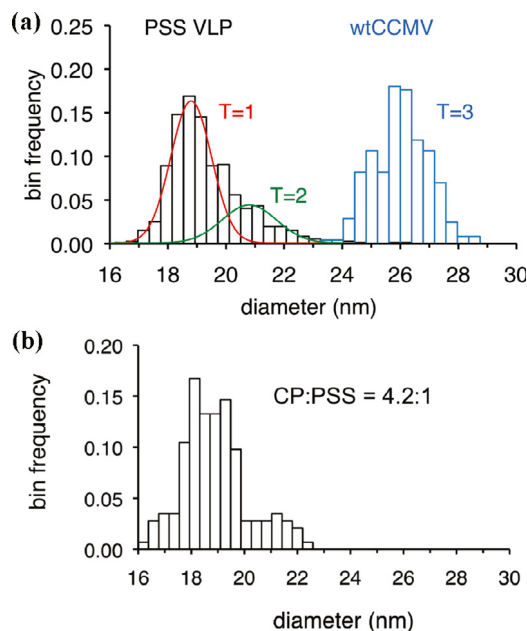 (a)
PSS VLP wtCCMV
0.25
0.20
0.15
0.10
0.05
0.00
bin frequency
T=1
T=2
T=3
16 18 20 22 24 26 28 30
diameter (nm)
(b)
0.20
0.15
0.10
0.05
0.00
bin frequency
CP:PSS = 4.2:1
16 18 20 22 24 26 28 30
diameter (nm)